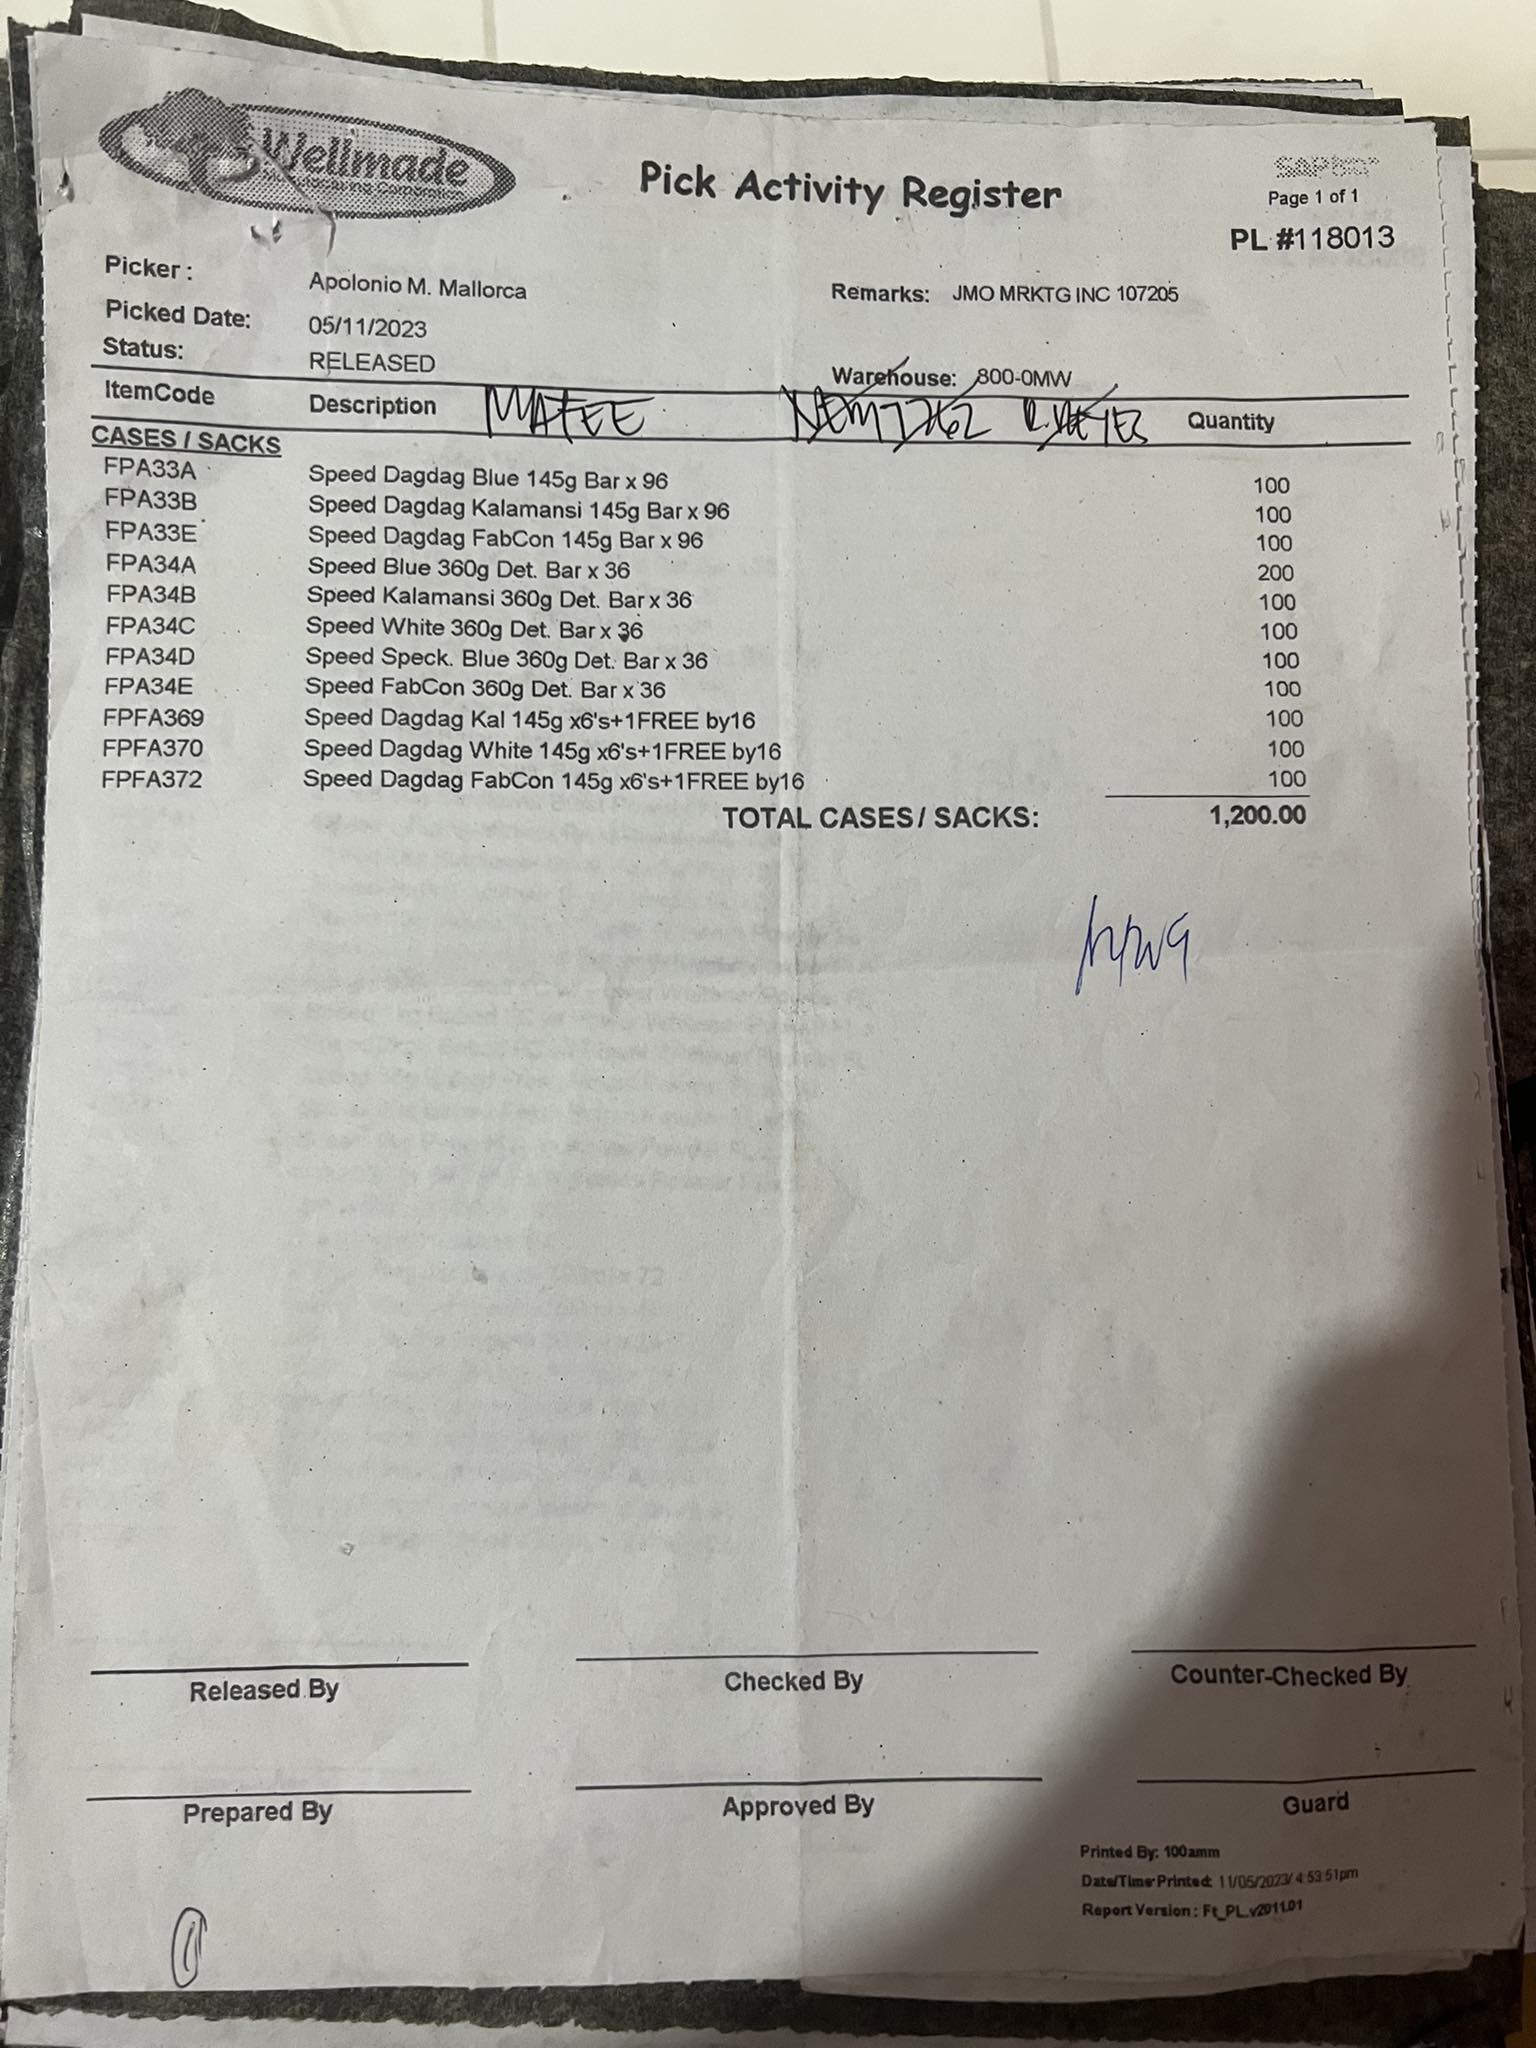 Wellmade
Manufacturing Corporation
Pick Activity Register
Page 1 of 1
PL #118013
Picker : Apolonio M. Mallorca
Remarks: JMO MRKTG INC 107205
Picked Date: 05/11/2023
Status: RELEASED
Warehouse: 800-0MW
ItemCode Description MAFEE R. REYES Quantity
CASES / SACKS
FPA33A Speed Dagdag Blue 145g Bar x 96 100
FPA33B Speed Dagdag Kalamansi 145g Bar x 96 100
FPA33E Speed Dagdag FabCon 145g Bar x 96 100
FPA34A Speed Blue 360g Det. Bar x 36 200
FPA34B Speed Kalamansi 360g Det. Bar x 36 100
FPA34C Speed White 360g Det. Bar x 36 100
FPA34D Speed Speck. Blue 360g Det. Bar x 36 100
FPA34E Speed FabCon 360g Det. Bar x 36 100
FPFA369 Speed Dagdag Kal 145g x6's+1FREE by16 100
FPFA370 Speed Dagdag White 145g x6's+1FREE by16 100
FPFA372 Speed Dagdag FabCon 145g x6's+1FREE by16 100
TOTAL CASES / SACKS: 1,200.00
Released By Checked By Counter-Checked By
Prepared By Approved By Guard
Printed By: 100amm
Date/Time Printed: 11/05/2023/ 4:53:51pm
Report Version : Ft_PL.v2011.01